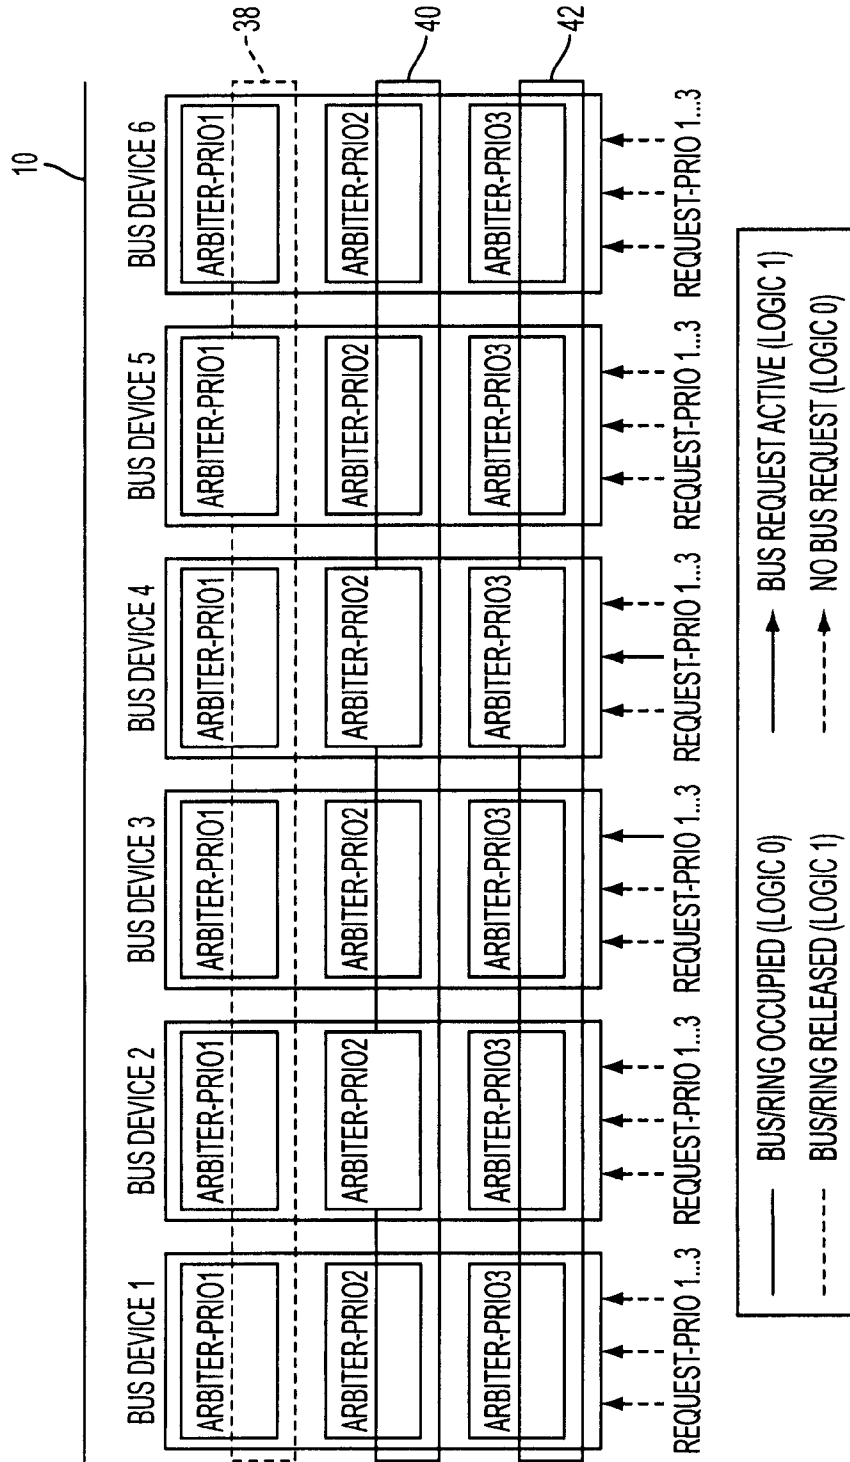 10
BUS DEVICE 1
BUS DEVICE 2
BUS DEVICE 3
BUS DEVICE 4
BUS DEVICE 5
BUS DEVICE 6
ARBITER-PRIO1
ARBITER-PRIO1
ARBITER-PRIO1
ARBITER-PRIO1
ARBITER-PRIO1
ARBITER-PRIO1
38
ARBITER-PRIO2
ARBITER-PRIO2
ARBITER-PRIO2
ARBITER-PRIO2
ARBITER-PRIO2
ARBITER-PRIO2
40
ARBITER-PRIO3
ARBITER-PRIO3
ARBITER-PRIO3
ARBITER-PRIO3
ARBITER-PRIO3
ARBITER-PRIO3
42
REQUEST-PRIO 1...3
REQUEST-PRIO 1...3
REQUEST-PRIO 1...3
REQUEST-PRIO 1...3
REQUEST-PRIO 1...3
REQUEST-PRIO 1...3
BUS/RING OCCUPIED (LOGIC 0)
BUS REQUEST ACTIVE (LOGIC 1)
BUS/RING RELEASED (LOGIC 1)
NO BUS REQUEST (LOGIC 0)